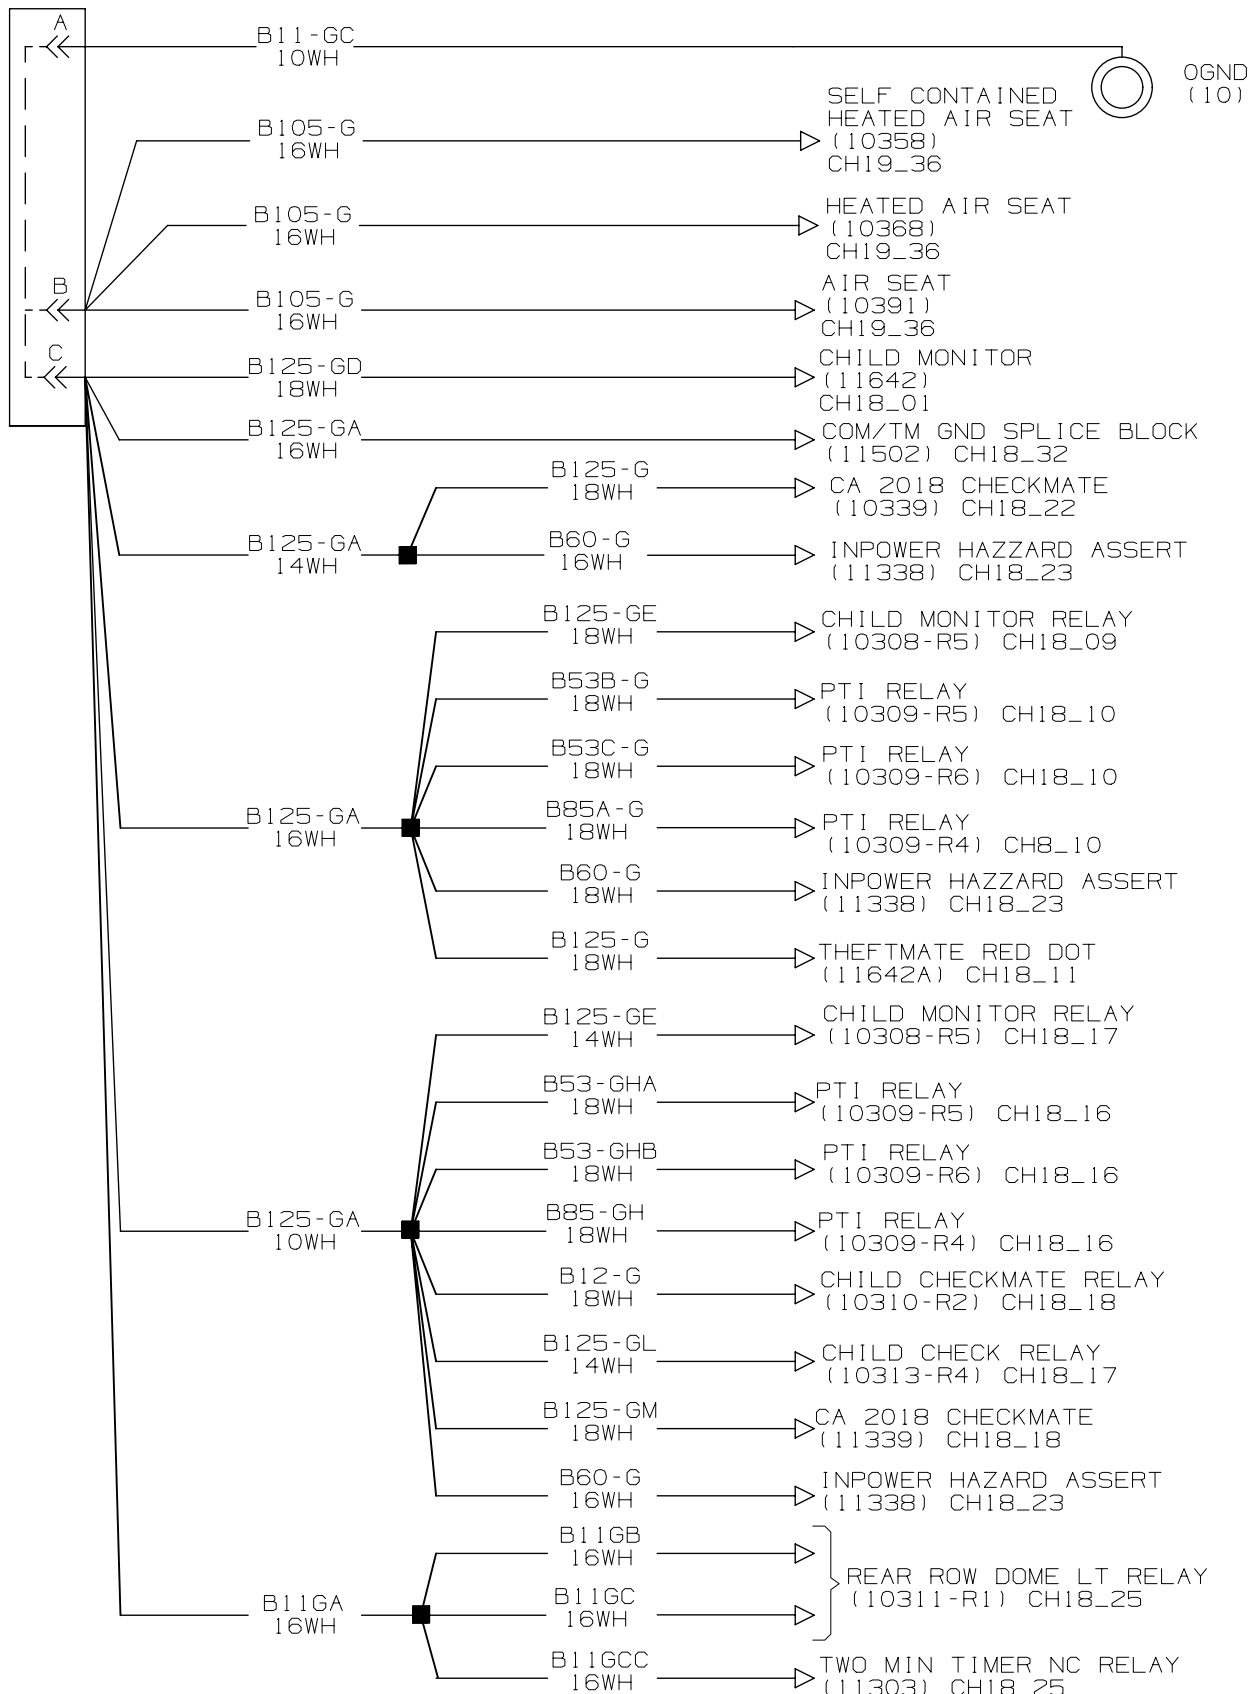 A
B11-GC
10WH
OGND
(10)
SELF CONTAINED
HEATED AIR SEAT
(10358)
CH19_36
B105-G
16WH
HEATED AIR SEAT
(10368)
CH19_36
B105-G
16WH
B
AIR SEAT
(10391)
CH19_36
B105-G
16WH
C
CHILD MONITOR
(11642)
CH18_01
B125-GD
18WH
B125-GA
16WH
COM/TM GND SPLICE BLOCK
(11502) CH18_32
B125-G
18WH
CA 2018 CHECKMATE
(10339) CH18_22
B125-GA
14WH
B60-G
16WH
INPOWER HAZZARD ASSERT
(11338) CH18_23
B125-GE
18WH
CHILD MONITOR RELAY
(10308-R5) CH18_09
B53B-G
18WH
PTI RELAY
(10309-R5) CH18_10
B53C-G
18WH
PTI RELAY
(10309-R6) CH18_10
B125-GA
16WH
B85A-G
18WH
PTI RELAY
(10309-R4) CH8_10
B60-G
18WH
INPOWER HAZZARD ASSERT
(11338) CH18_23
B125-G
18WH
THEFTMATE RED DOT
(11642A) CH18_11
B125-GE
14WH
CHILD MONITOR RELAY
(10308-R5) CH18_17
B53-GHA
18WH
PTI RELAY
(10309-R5) CH18_16
B53-GHB
18WH
PTI RELAY
(10309-R6) CH18_16
B125-GA
10WH
B85-GH
18WH
PTI RELAY
(10309-R4) CH18_16
B12-G
18WH
CHILD CHECKMATE RELAY
(10310-R2) CH18_18
B125-GL
14WH
CHILD CHECK RELAY
(10313-R4) CH18_17
B125-GM
18WH
CA 2018 CHECKMATE
(11339) CH18_18
B60-G
16WH
INPOWER HAZARD ASSERT
(11338) CH18_23
B11GB
16WH
B11GA
16WH
B11GC
16WH
REAR ROW DOME LT RELAY
(10311-R1) CH18_25
B11GCC
16WH
TWO MIN TIMER NC RELAY
(11303) CH18_25